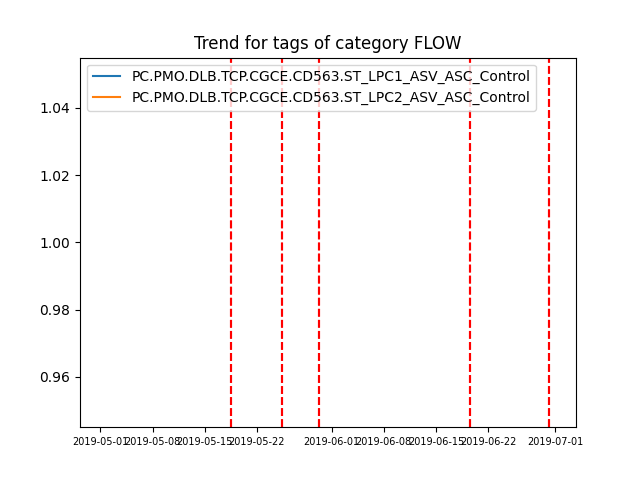 Trend for tags of category FLOW
PC.PMO.DLB.TCP.CGCE.CD563.ST_LPC1_ASV_ASC_Control
PC.PMO.DLB.TCP.CGCE.CD563.ST_LPC2_ASV_ASC_Control
1.04
1.02
1.00
0.98
0.96
2019-05-01 2019-05-08 2019-05-15 2019-05-22 2019-06-01 2019-06-08 2019-06-15 2019-06-22 2019-07-01